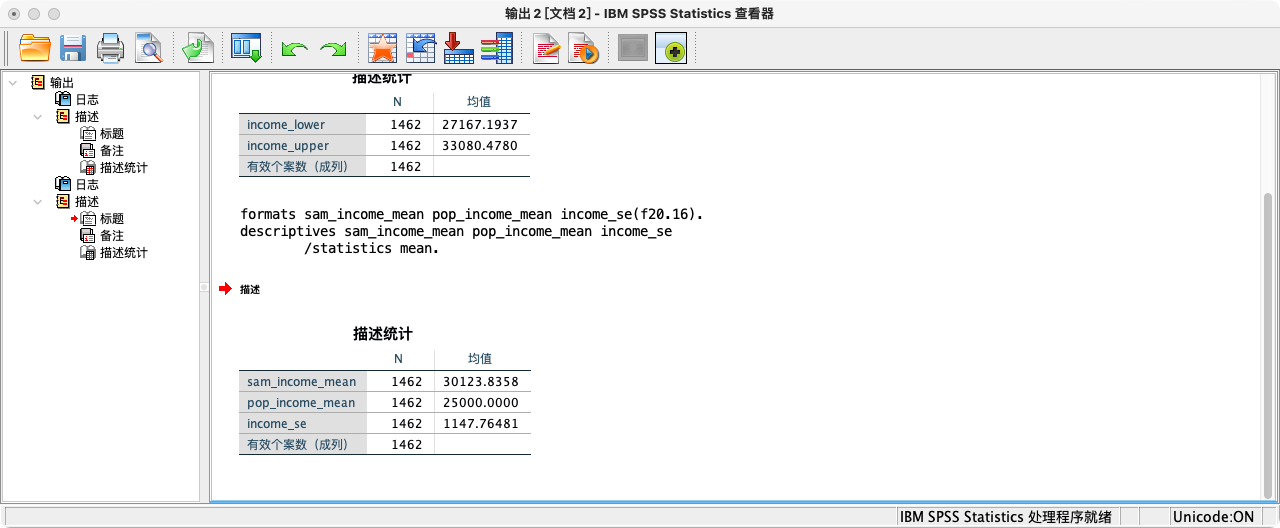 输出 2 [文档 2] - IBM SPSS Statistics 查看器
输出
日志
描述
标题
备注
描述统计
日志
描述
标题
备注
描述统计
描述统计
N 均值
income_lower 1462 27167.1937
income_upper 1462 33080.4780
有效个案数（成列） 1462
formats sam_income_mean pop_income_mean income_se(f20.16).
descriptives sam_income_mean pop_income_mean income_se
/statistics mean.
描述
描述统计
N 均值
sam_income_mean 1462 30123.8358
pop_income_mean 1462 25000.0000
income_se 1462 1147.76481
有效个案数（成列） 1462
IBM SPSS Statistics 处理程序就绪 Unicode:ON